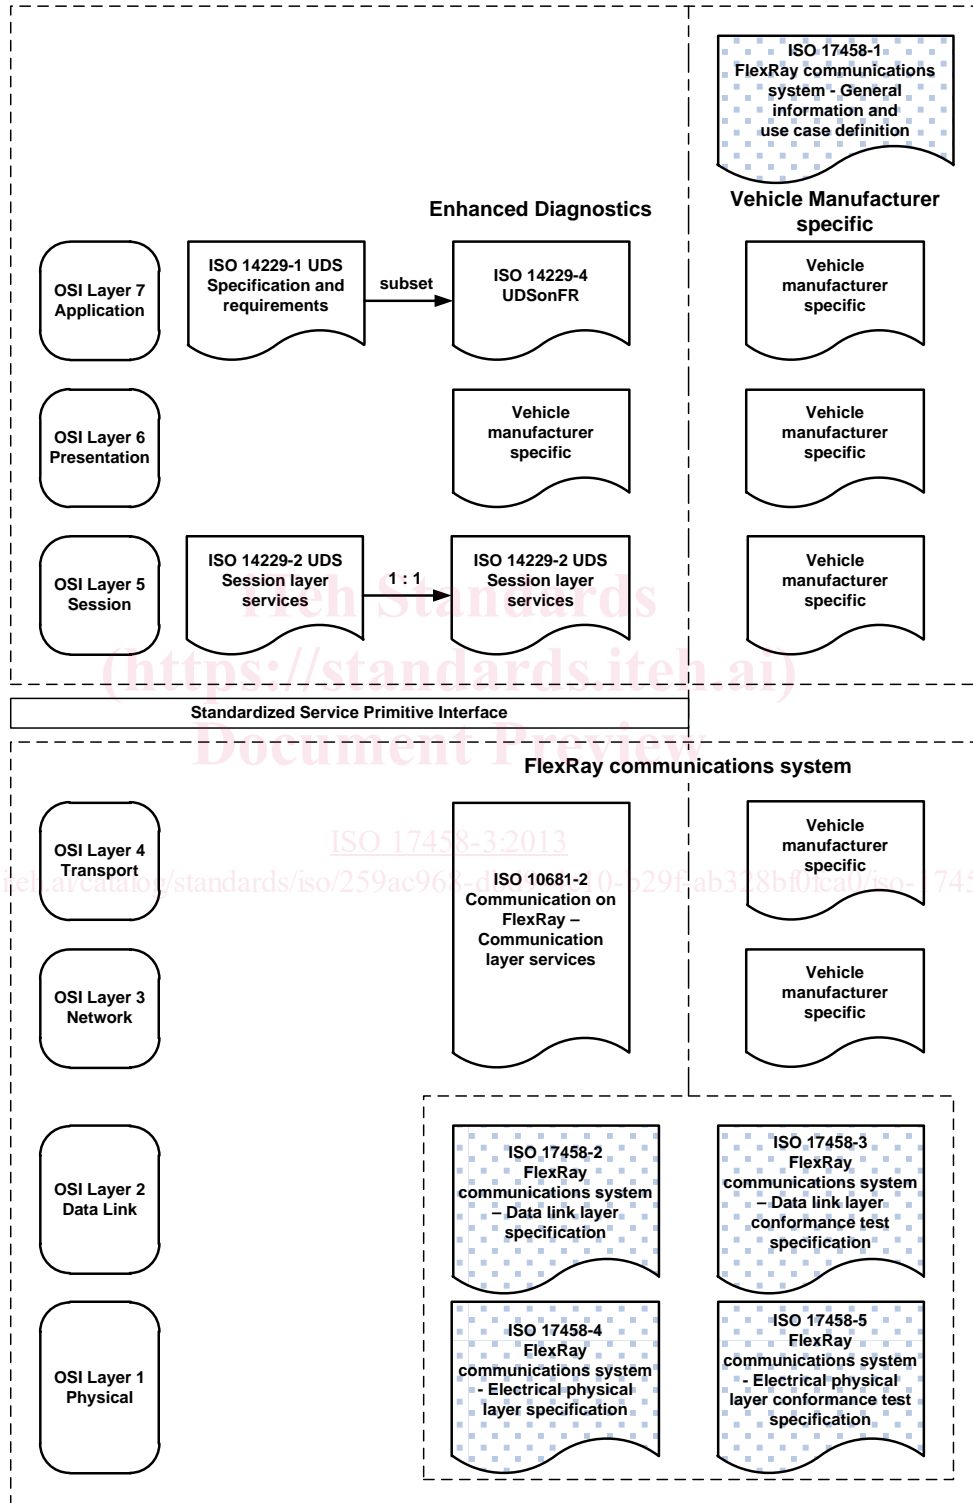 ISO 17458-1
FlexRay communications
system - General
information and
use case definition
Enhanced Diagnostics
Vehicle Manufacturer
specific
OSI Layer 7
Application
ISO 14229-1 UDS
Specification and
requirements
subset
ISO 14229-4
UDSonFR
Vehicle
manufacturer
specific
OSI Layer 6
Presentation
Vehicle
manufacturer
specific
Vehicle
manufacturer
specific
OSI Layer 5
Session
ISO 14229-2 UDS
Session layer
services
1 : 1
ISO 14229-2 UDS
Session layer
services
Vehicle
manufacturer
specific
iTeh Standards
(https://standards.iteh.ai)
Document Preview
Standardized Service Primitive Interface
FlexRay communications system
OSI Layer 4
Transport
ISO 10681-2
Communication on
FlexRay –
Communication
layer services
Vehicle
manufacturer
specific
ISO 17458-3:2013
OSI Layer 3
Network
Vehicle
manufacturer
specific
OSI Layer 2
Data Link
ISO 17458-2
FlexRay
communications system
– Data link layer
specification
ISO 17458-3
FlexRay
communications system
– Data link layer
conformance test
specification
OSI Layer 1
Physical
ISO 17458-4
FlexRay
communications system
- Electrical physical
layer specification
ISO 17458-5
FlexRay
communications system
- Electrical physical
layer conformance test
specification